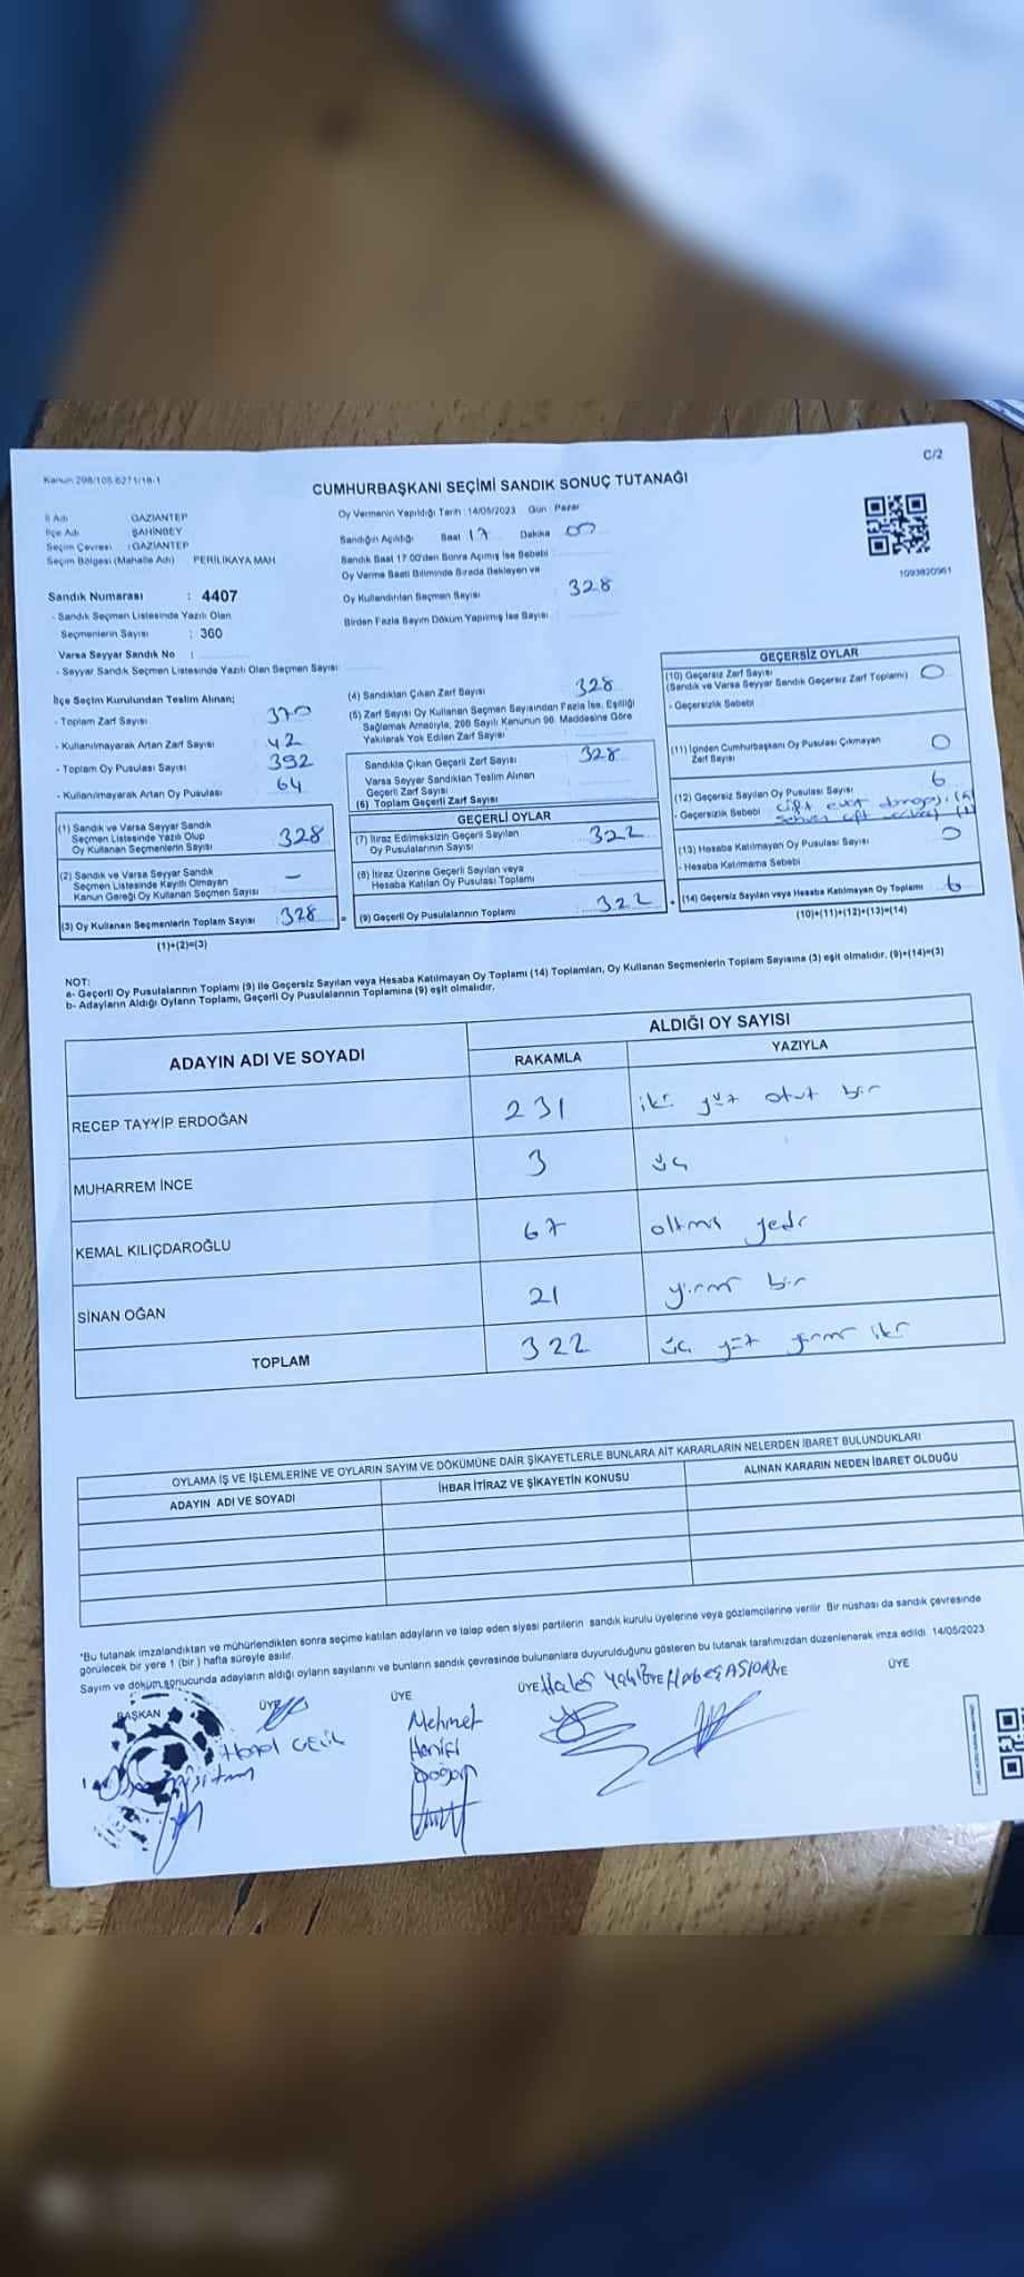 C/2
Kanun 298/105 6271/18-1
CUMHURBAŞKANI SEÇİMİ SANDIK SONUÇ TUTANAĞI
İl Adı : GAZİANTEP
İlçe Adı : ŞAHİNBEY
Seçim Çevresi : GAZİANTEP
Seçim Bölgesi (Mahalle Adı) PERİLİKAYA MAH
Sandık Numarası : 4407
- Sandık Seçmen Listesinde Yazılı Olan
Seçmenlerin Sayısı : 360
Varsa Seyyar Sandık No :
- Seyyar Sandık Seçmen Listesinde Yazılı Olan Seçmen Sayısı
Oy Vermenin Yapıldığı Tarih : 14/05/2023 Gün : Pazar
Sandığın Açıldığı Saat 17 Dakika 00
Sandık Saat 17:00'den Sonra Açılmış İse Sebebi
Oy Verme Saati Bitiminde Sırada Bekleyen ve
Oy Kullandırılan Seçmen Sayısı 328
Birden Fazla Sayım Döküm Yapılmış İse Sayısı
1093820961
İlçe Seçim Kurulundan Teslim Alınan;
- Toplam Zarf Sayısı 370
- Kullanılmayarak Artan Zarf Sayısı 42
- Toplam Oy Pusulası Sayısı 392
- Kullanılmayarak Artan Oy Pusulası 64
(1) Sandık ve Varsa Seyyar Sandık
Seçmen Listesinde Yazılı Olup
Oy Kullanan Seçmenlerin Sayısı 328
(2) Sandık ve Varsa Seyyar Sandık
Seçmen Listesinde Kayıtlı Olmayan
Kanun Gereği Oy Kullanan Seçmen Sayısı -
(3) Oy Kullanan Seçmenlerin Toplam Sayısı 328
(1)+(2)=(3)
(4) Sandıktan Çıkan Zarf Sayısı 328
(5) Zarf Sayısı Oy Kullanan Seçmen Sayısından Fazla İse, Eşitliği
Sağlamak Amacıyla, 298 Sayılı Kanunun 98. Maddesine Göre
Yakılarak Yok Edilen Zarf Sayısı
Sandıkta Çıkan Geçerli Zarf Sayısı 328
Varsa Seyyar Sandıktan Teslim Alınan
Geçerli Zarf Sayısı
(6) Toplam Geçerli Zarf Sayısı
GEÇERLİ OYLAR
(7) İtiraz Edilmeksizin Geçerli Sayılan
Oy Pusulalarının Sayısı 322
(8) İtiraz Üzerine Geçerli Sayılan veya
Hesaba Katılan Oy Pusulası Toplamı
= (9) Geçerli Oy Pusulalarının Toplamı 322
GEÇERSİZ OYLAR
(10) Geçersiz Zarf Sayısı
(Sandık ve Varsa Seyyar Sandık Geçersiz Zarf Toplamı) 0
- Geçersizlik Sebebi
(11) İçinden Cumhurbaşkanı Oy Pusulası Çıkmayan
Zarf Sayısı 0
(12) Geçersiz Sayılan Oy Pusulası Sayısı 6
- Geçersizlik Sebebi çift evet
(13) Hesaba Katılmayan Oy Pusulası Sayısı 0
- Hesaba Katılmama Sebebi
+ (14) Geçersiz Sayılan veya Hesaba Katılmayan Oy Toplamı 6
(10)+(11)+(12)+(13)=(14)
NOT:
a- Geçerli Oy Pusulalarının Toplamı (9) ile Geçersiz Sayılan veya Hesaba Katılmayan Oy Toplamı (14) Toplamları, Oy Kullanan Seçmenlerin Toplam Sayısına (3) eşit olmalıdır. (9)+(14)=(3)
b- Adayların Aldığı Oyların Toplamı, Geçerli Oy Pusulalarının Toplamına (9) eşit olmalıdır.
ADAYIN ADI VE SOYADI
ALDIĞI OY SAYISI
RAKAMLA YAZIYLA
RECEP TAYYİP ERDOĞAN 231 iki yüz otuz bir
MUHARREM İNCE 3 üç
KEMAL KILIÇDAROĞLU 67 altmış yedi
SİNAN OĞAN 21 yirmi bir
TOPLAM 322 üç yüz yirmi iki
OYLAMA İŞ VE İŞLEMLERİNE VE OYLARIN SAYIM VE DÖKÜMÜNE DAİR ŞİKAYETLERLE BUNLARA AİT KARARLARIN NELERDEN İBARET BULUNDUKLARI
ADAYIN ADI VE SOYADI İHBAR İTİRAZ VE ŞİKAYETİN KONUSU ALINAN KARARIN NEDEN İBARET OLDUĞU
*Bu tutanak imzalandıktan ve mühürlendikten sonra seçime katılan adayların ve talep eden siyasi partilerin sandık kurulu üyelerine veya gözlemcilerine verilir. Bir nüshası da sandık çevresinde
görülecek bir yere 1 (bir) hafta süreyle asılır.
Sayım ve döküm sonucunda adayların aldığı oyların sayılarını ve bunların sandık çevresinde bulunanlara duyurulduğunu gösteren bu tutanak tarafımızdan düzenlenerek imza edildi. 14/05/2023
BAŞKAN ÜYE ÜYE ÜYE ÜYE ÜYE
Mehmet
Hanifi
Doğan